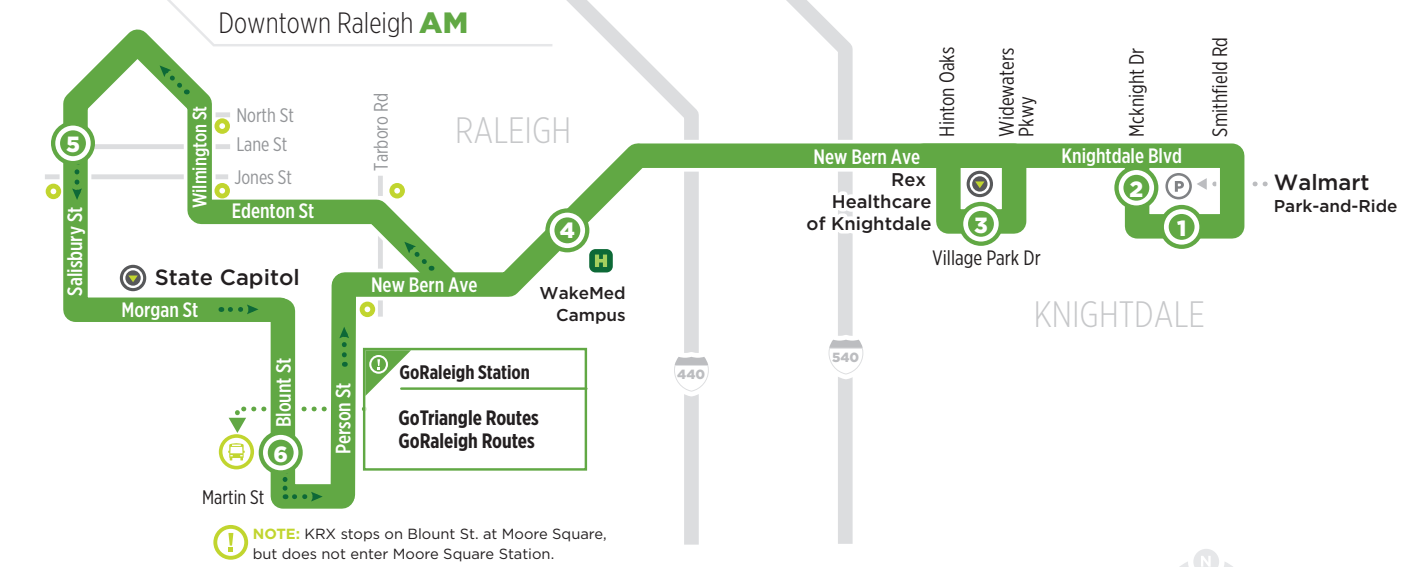 Downtown Raleigh AM
Hinton Oaks
Widewaters
Pkwy
Mcknight Dr
Smithfield Rd
North St
Lane St
Jones St
Wilmington St
Tarboro Rd
RALEIGH
5
New Bern Ave
Knightdale Blvd
Rex
Healthcare
of Knightdale
3
Village Park Dr
2
P
1
Walmart
Park-and-Ride
Edenton St
4
H
WakeMed
Campus
Salisbury St
State Capitol
New Bern Ave
Morgan St
KNIGHTDALE
440
540
Blount St
Person St
!
GoRaleigh Station
GoTriangle Routes
GoRaleigh Routes
6
Martin St
!
NOTE: KRX stops on Blount St. at Moore Square,
but does not enter Moore Square Station.
N